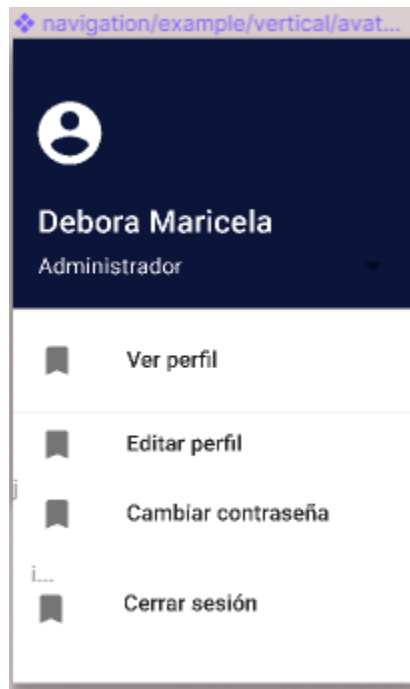 navigation/example/vertical/avat...
Debora Maricela
Administrador
Ver perfil
Editar perfil
j
Cambiar contraseña
i...
Cerrar sesión